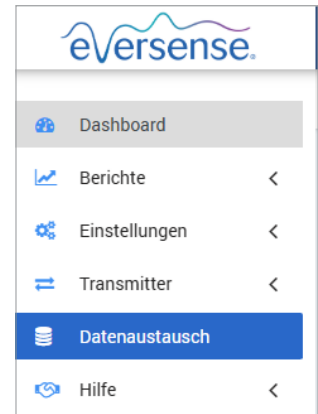 eversense®
Dashboard
Berichte
Einstellungen
Transmitter
Datenaustausch
Hilfe